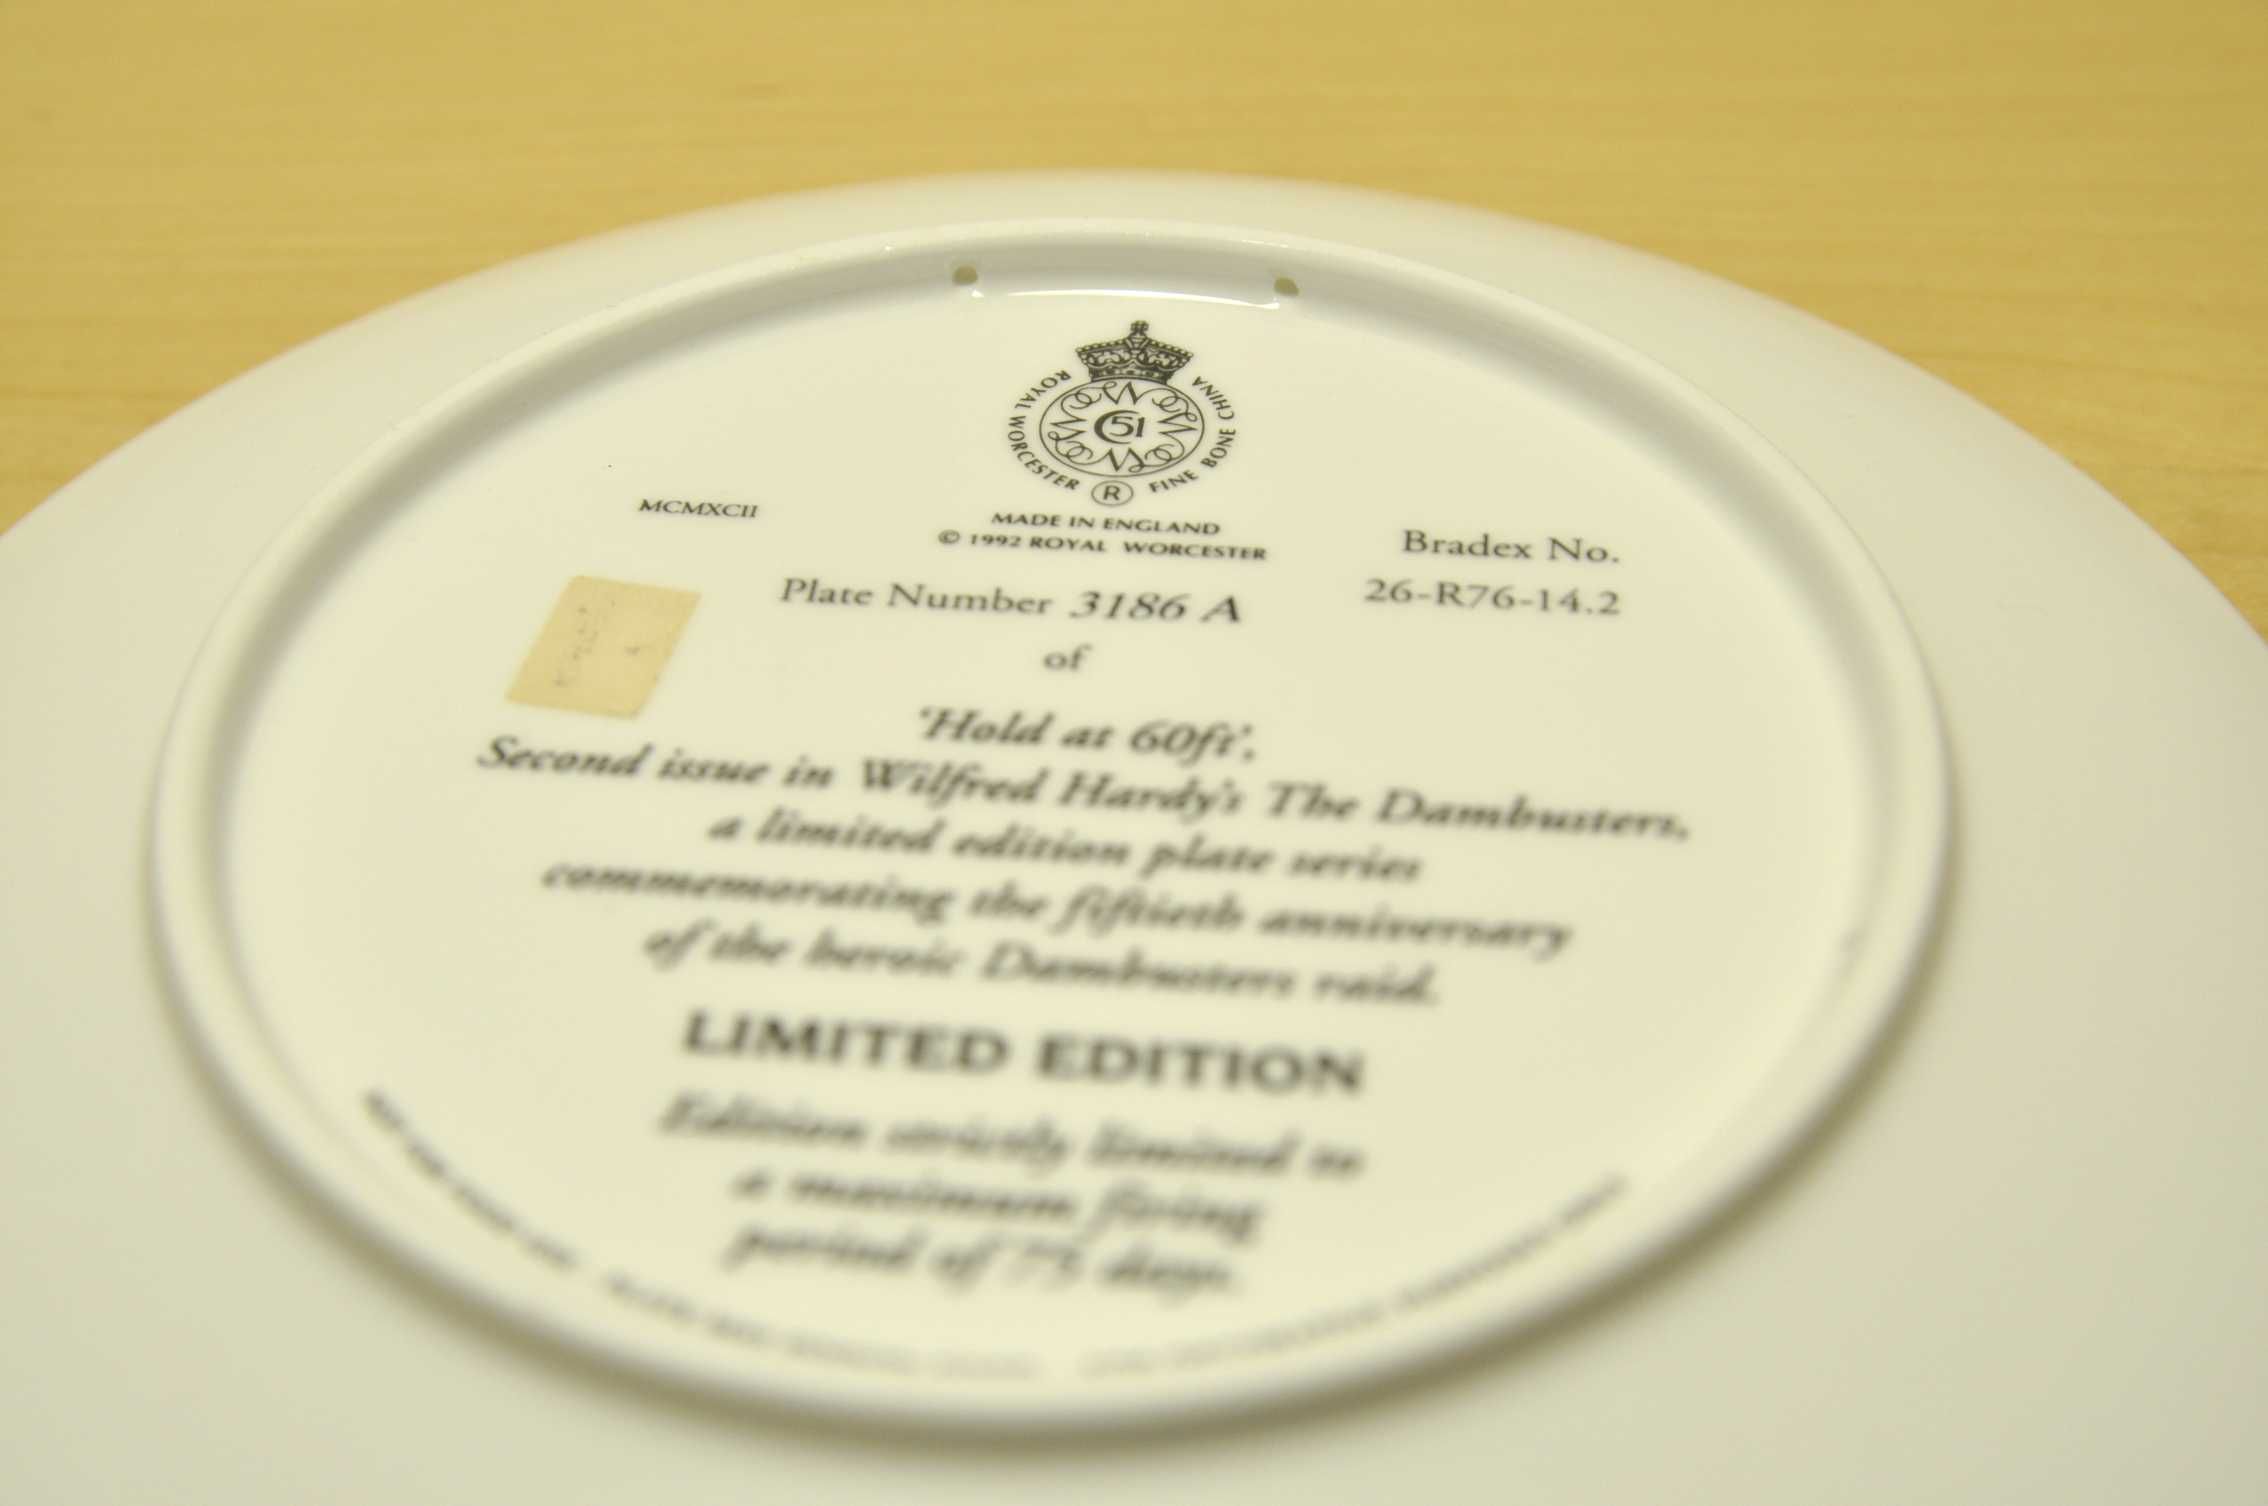 ROYAL WORCESTER FINE BONE CHINA
51
R
MADE IN ENGLAND
© 1992 ROYAL WORCESTER
MCMXCII
Bradex No.
26-R76-14.2
Plate Number 3186 A
of
'Hold at 60ft',
Second issue in Wilfred Hardy's The Dambusters,
a limited edition plate series
commemorating the fiftieth anniversary
of the heroic Dambusters raid.
LIMITED EDITION
Edition strictly limited to
a maximum firing
period of 75 days.